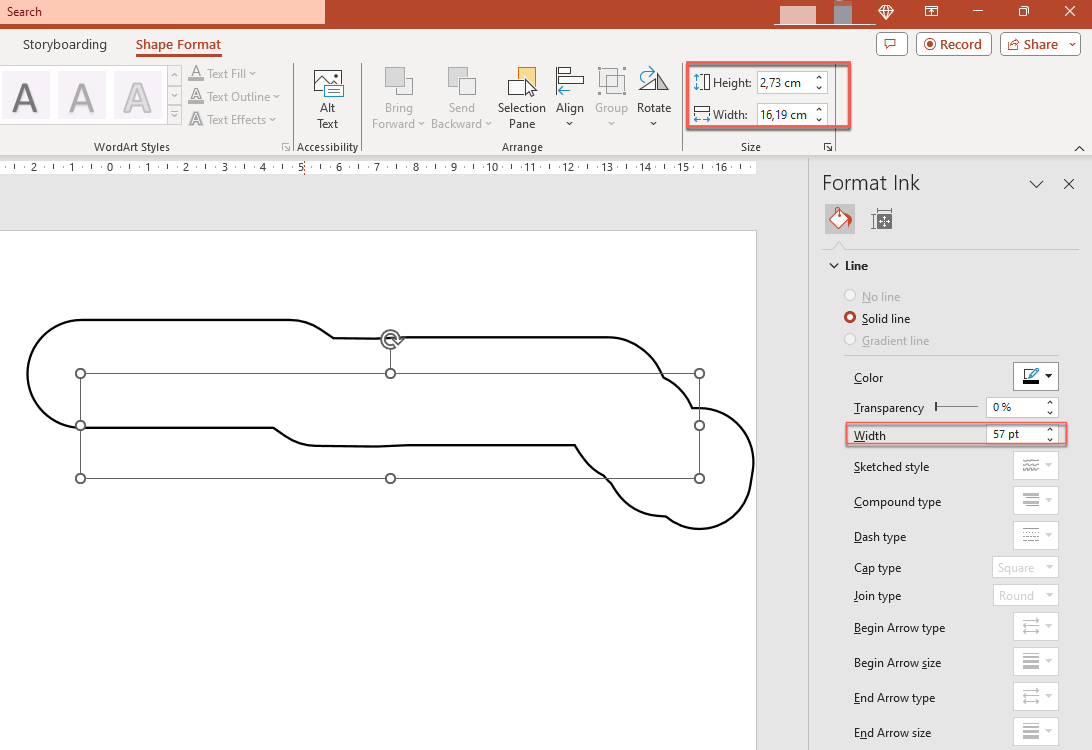 Search
Storyboarding
Shape Format
Record
Share
A A A
A Text Fill
A Text Outline
A Text Effects
WordArt Styles
Alt
Text
Accessibility
Bring
Forward
Send
Backward
Selection
Pane
Align
Group
Rotate
Arrange
Height: 2,73 cm
Width: 16,19 cm
Size
2 1 0 1 2 3 4 5 6 7 8 9 10 11 12 13 14 15 16
Format Ink
Line
No line
Solid line
Gradient line
Color
Transparency 0 %
Width 57 pt
Sketched style
Compound type
Dash type
Cap type Square
Join type Round
Begin Arrow type
Begin Arrow size
End Arrow type
End Arrow size